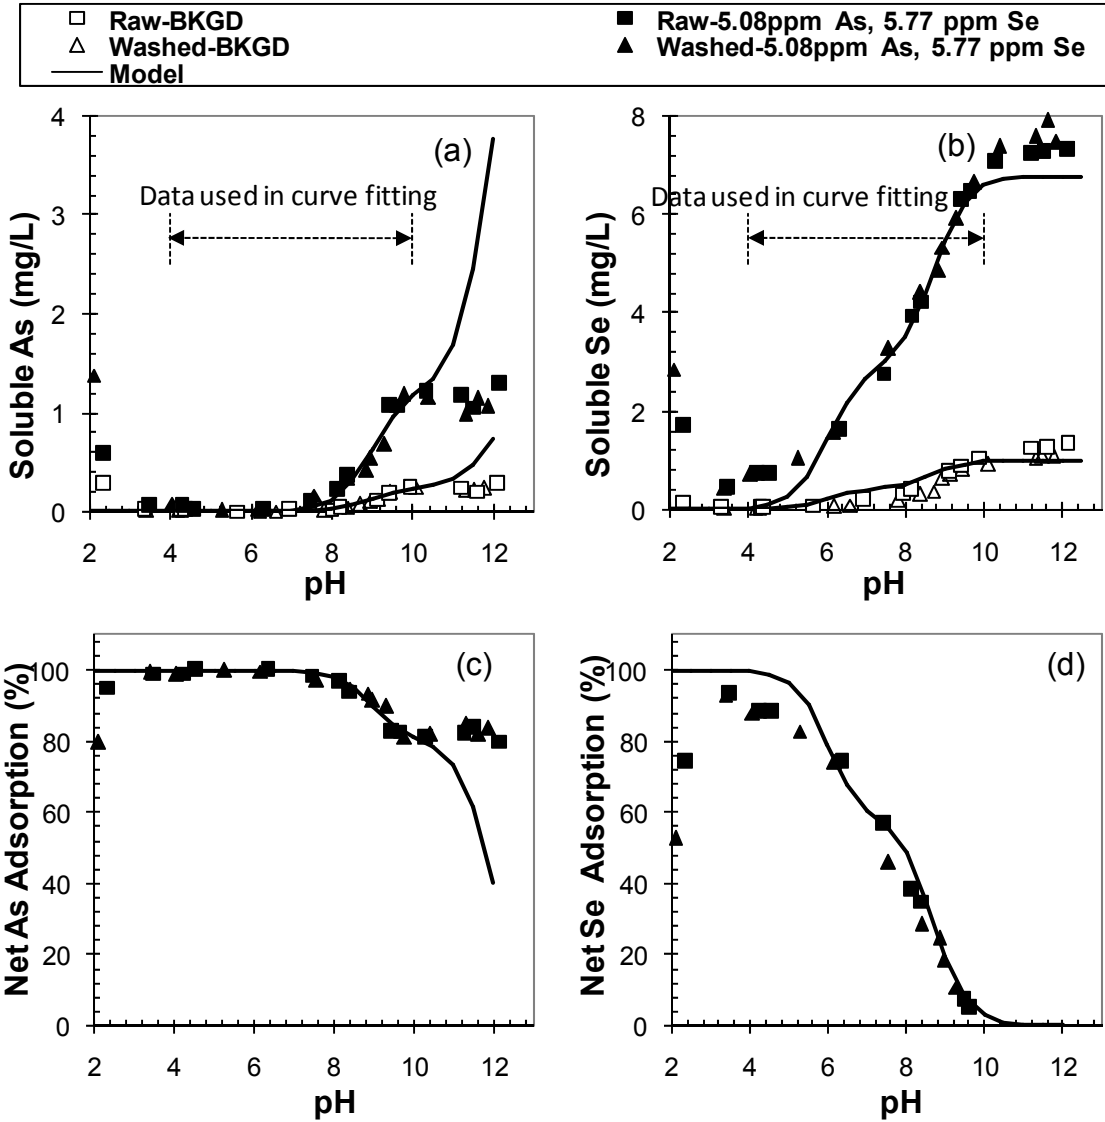 Raw-BKGD
Raw-5.08ppm As, 5.77 ppm Se
Washed-BKGD
Washed-5.08ppm As, 5.77 ppm Se
Model
4
3
2
1
0
Soluble As (mg/L)
(a)
Data used in curve fitting
2 4 6 8 10 12
pH
8
6
4
2
0
Soluble Se (mg/L)
(b)
Data used in curve fitting
2 4 6 8 10 12
pH
100
80
60
40
20
0
Net As Adsorption (%)
(c)
2 4 6 8 10 12
pH
100
80
60
40
20
0
Net Se Adsorption (%)
(d)
2 4 6 8 10 12
pH